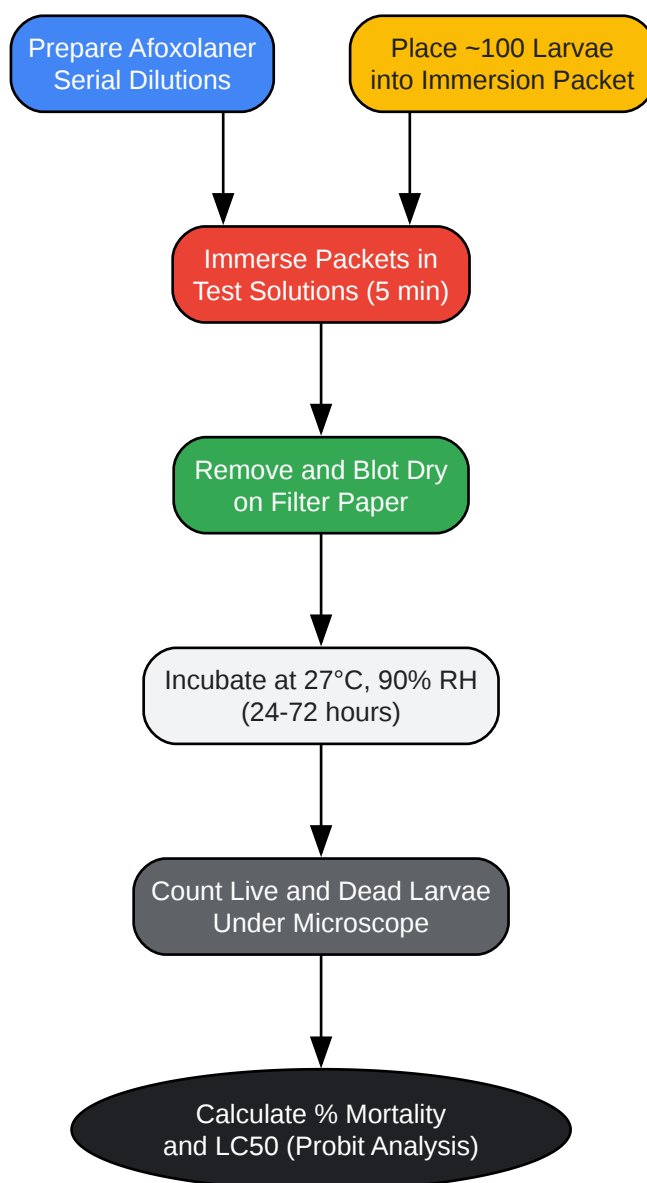 Prepare Afoxolaner
Serial Dilutions
Place ~100 Larvae
into Immersion Packet
Immerse Packets in
Test Solutions (5 min)
Remove and Blot Dry
on Filter Paper
Incubate at 27°C, 90% RH
(24-72 hours)
Count Live and Dead Larvae
Under Microscope
Calculate % Mortality
and LC50 (Probit Analysis)